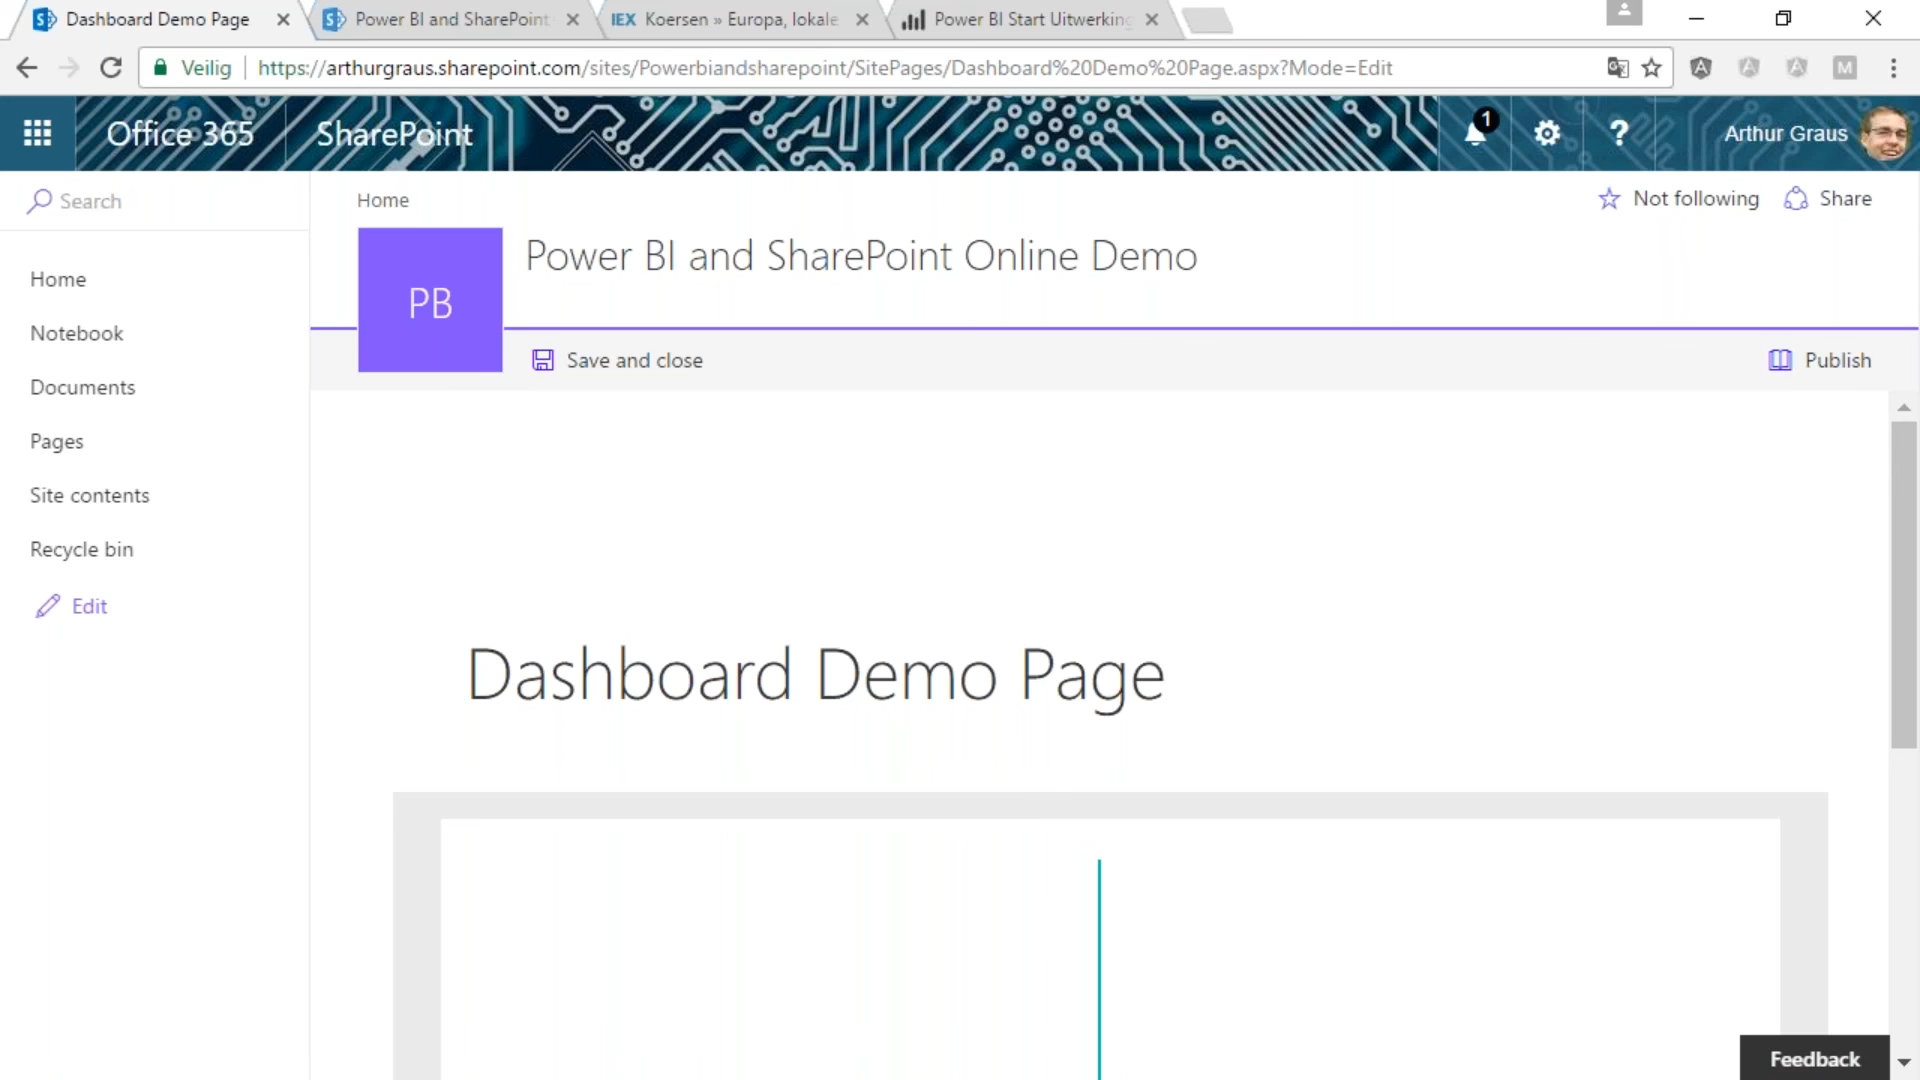 Dashboard Demo Page
Power BI and SharePoint
IEX Koersen » Europa, lokale
Power BI Start Uitwerking
Veilig https://arthurgraus.sharepoint.com/sites/Powerbiandsharepoint/SitePages/Dashboard%20Demo%20Page.aspx?Mode=Edit
M
Office 365 SharePoint
1
? Arthur Graus
Search
Home
Not following Share
Power BI and SharePoint Online Demo
PB
Save and close
Publish
Home
Notebook
Documents
Pages
Site contents
Recycle bin
Edit
Dashboard Demo Page
Feedback